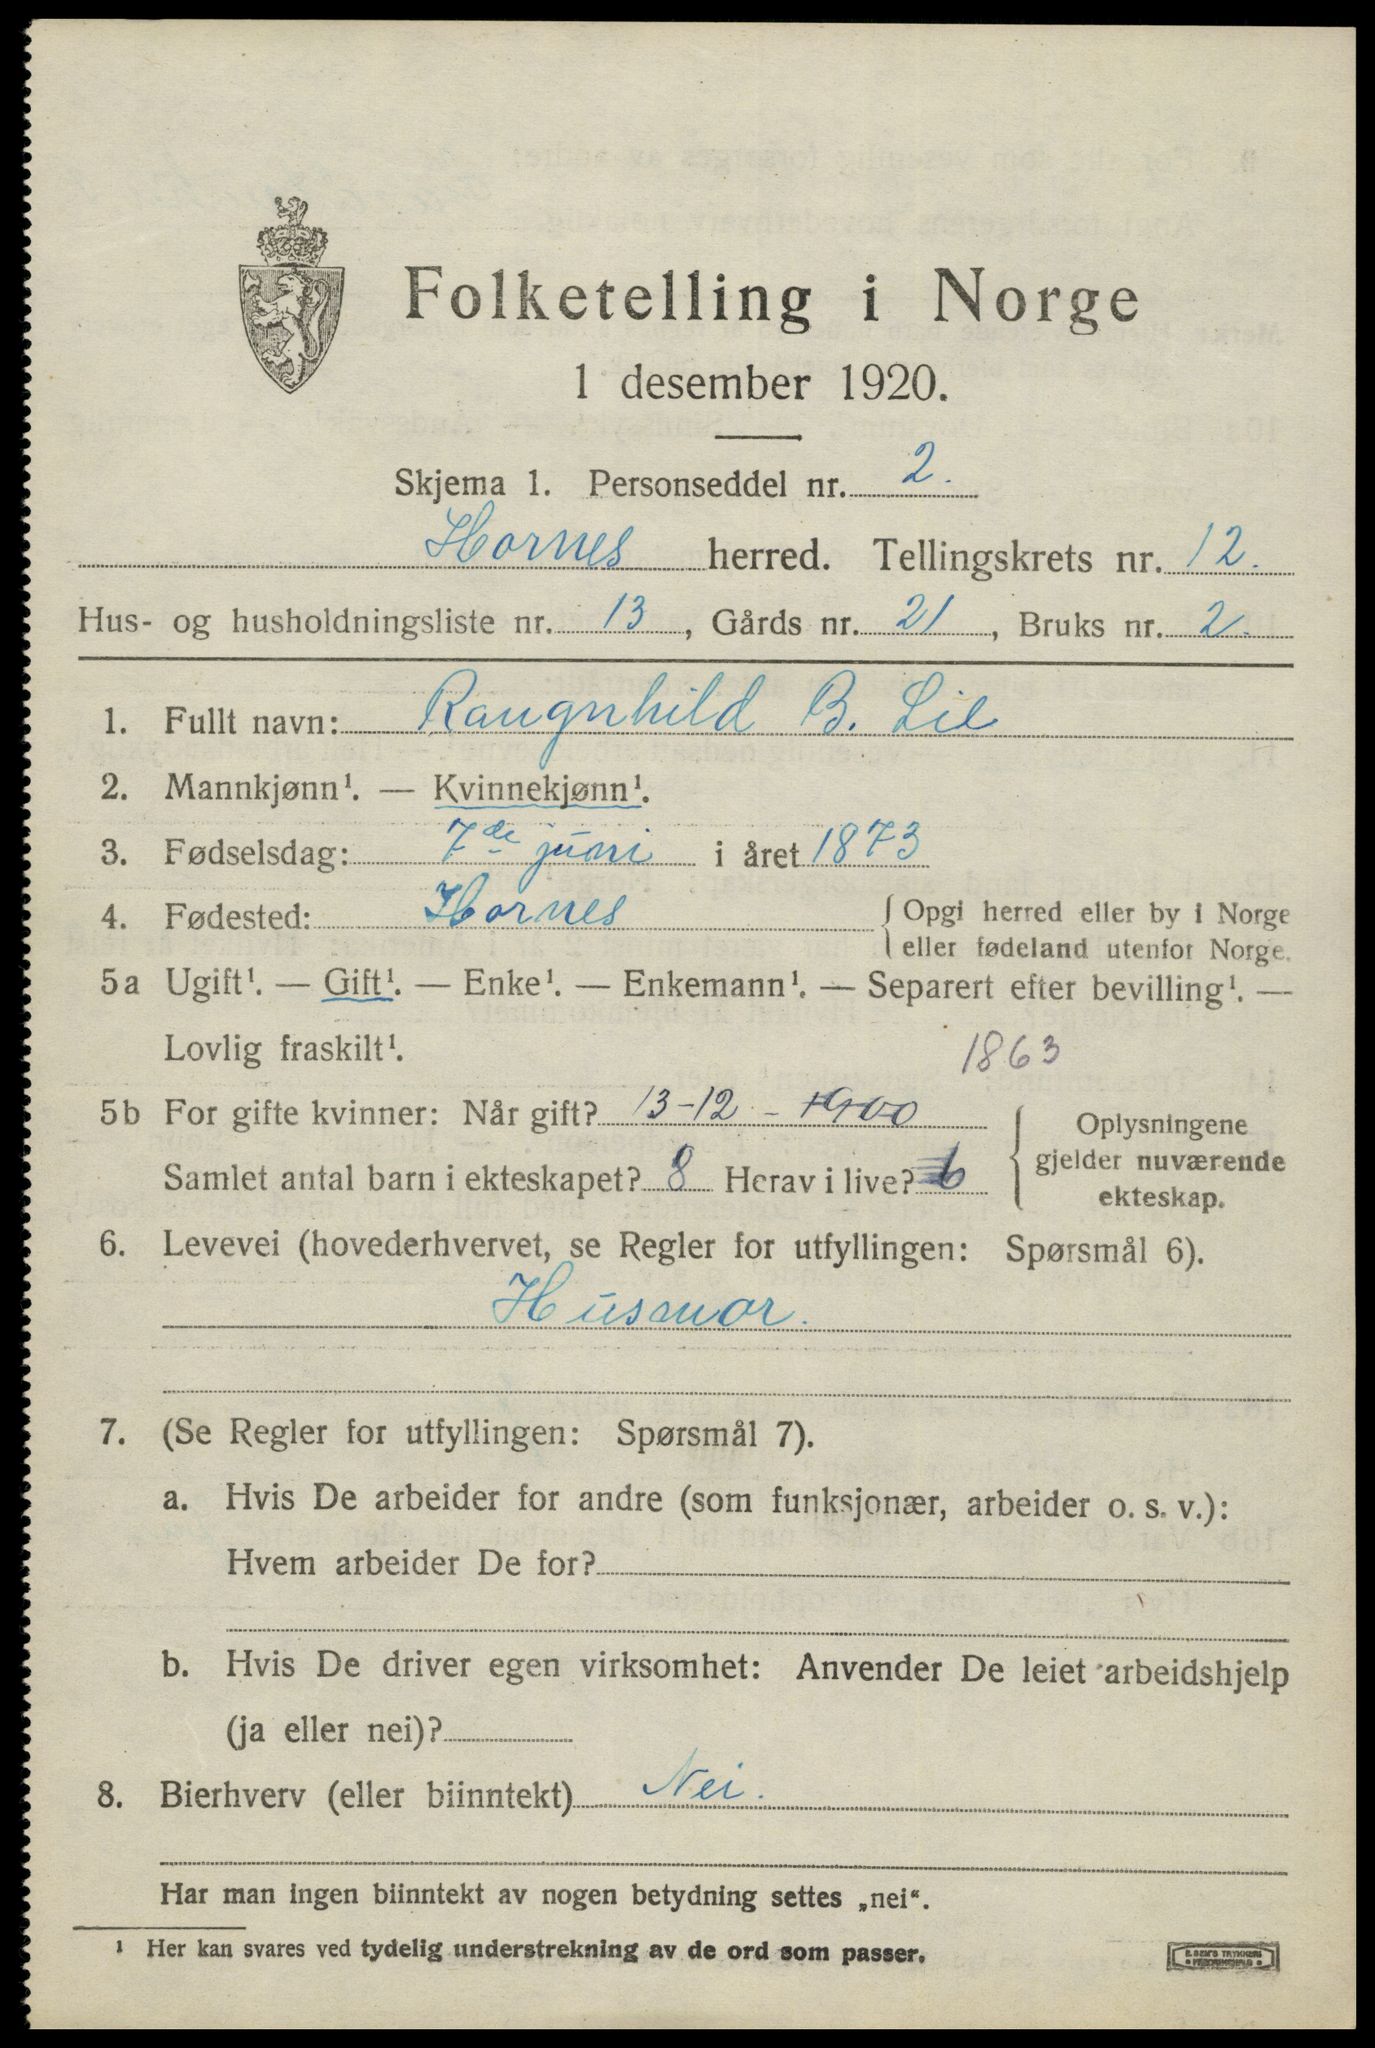 Folketelling i Norge
1 desember 1920.
Skjema 1. Personseddel nr. 2.
Hornes herred. Tellingskrets nr. 12.
Hus- og husholdningsliste nr. 13, Gårds nr. 21, Bruks nr. 2.
1. Fullt navn: Raugnhild B. Lie
2. Mannkjønn¹. — Kvinnekjønn¹.
3. Fødselsdag: 7de juni i året 1873
4. Fødested: Hornes { Opgi herred eller by i Norge
eller fødeland utenfor Norge.
5a Ugift¹. — Gift¹. — Enke¹. — Enkemann¹. — Separert efter bevilling¹. —
Lovlig fraskilt¹.
1863
5b For gifte kvinner: Når gift? 13-12-1900
Samlet antal barn i ekteskapet? 8 Herav i live? 6
Oplysningene
gjelder nuværende
ekteskap.
6. Levevei (hovederhvervet, se Regler for utfyllingen: Spørsmål 6).
Husmor.
7. (Se Regler for utfyllingen: Spørsmål 7).
a. Hvis De arbeider for andre (som funksjonær, arbeider o. s. v.):
Hvem arbeider De for?
b. Hvis De driver egen virksomhet: Anvender De leiet arbeidshjelp
(ja eller nei)?
8. Bierhverv (eller biinntekt) Nei.
Har man ingen biinntekt av nogen betydning settes „nei“.
¹ Her kan svares ved tydelig understrekning av de ord som passer.